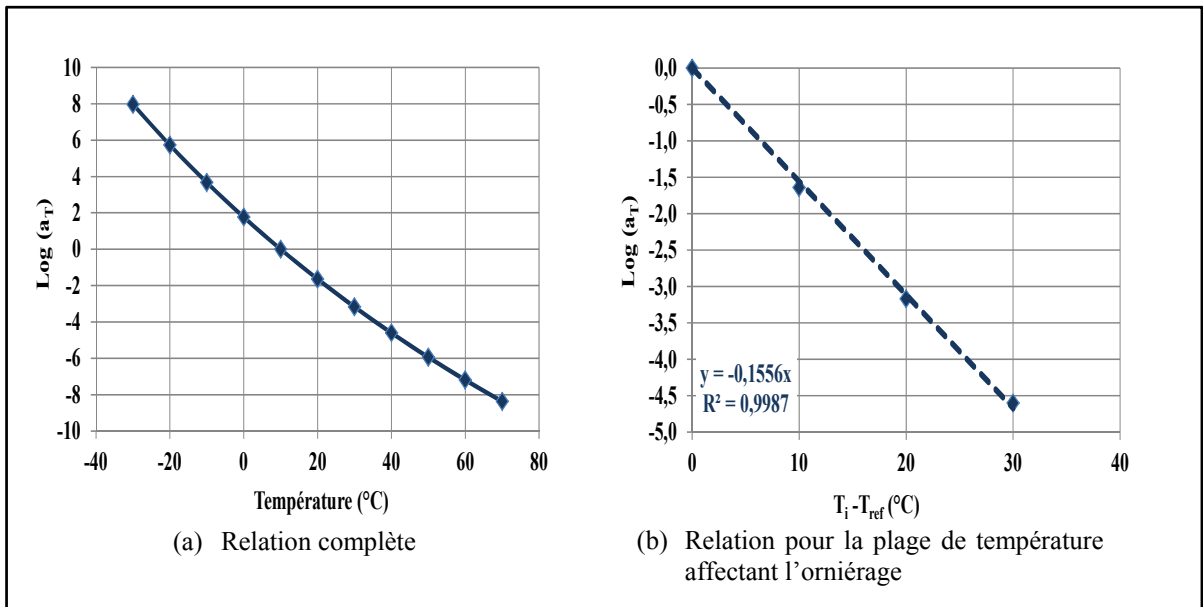 10
8
6
4
2
0
-2
-4
-6
-8
-10
Log (aT)
-40 -20 0 20 40 60 80
Température (°C)
(a) Relation complète
0,0
-0,5
-1,0
-1,5
-2,0
-2,5
-3,0
-3,5
-4,0
-4,5
-5,0
Log (aT)
y = -0,1556x
R² = 0,9987
0 10 20 30 40
Ti -Tref (°C)
(b) Relation pour la plage de température
affectant l’orniérage